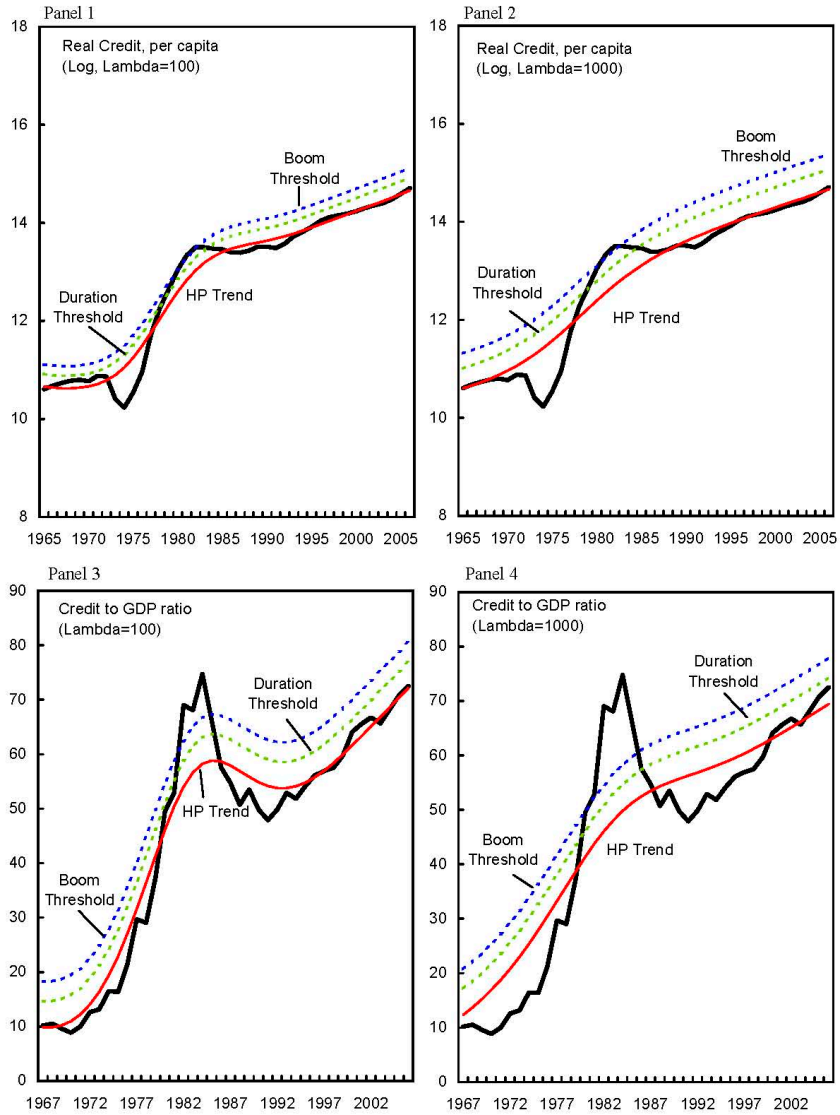 Panel 1
Real Credit, per capita
(Log, Lambda=100)
18
16
14
12
10
8
Boom
Threshold
Duration
Threshold
HP Trend
1965 1970 1975 1980 1985 1990 1995 2000 2005
Panel 2
Real Credit, per capita
(Log, Lambda=1000)
18
16
14
12
10
8
Boom
Threshold
Duration
Threshold
HP Trend
1965 1970 1975 1980 1985 1990 1995 2000 2005
Panel 3
Credit to GDP ratio
(Lambda=100)
90
80
70
60
50
40
30
20
10
0
Duration
Threshold
HP Trend
Boom
Threshold
1967 1972 1977 1982 1987 1992 1997 2002
Panel 4
Credit to GDP ratio
(Lambda=1000)
90
80
70
60
50
40
30
20
10
0
Duration
Threshold
Boom
Threshold
HP Trend
1967 1972 1977 1982 1987 1992 1997 2002